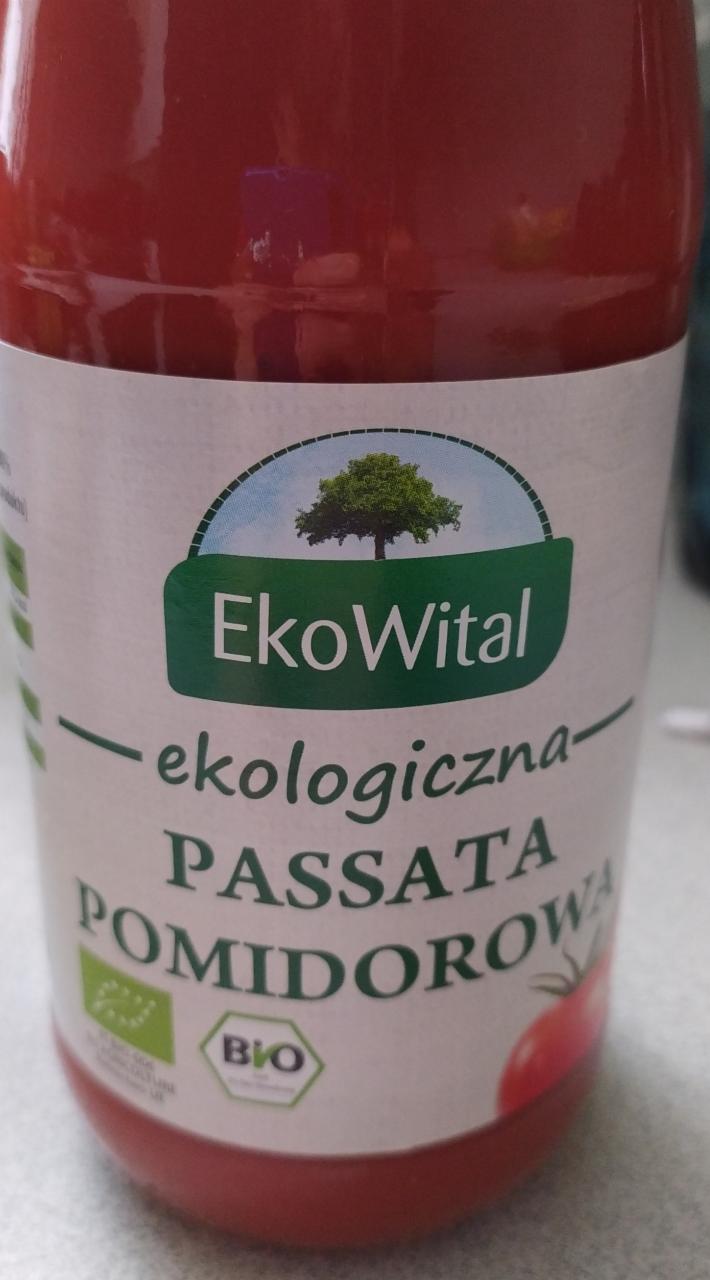 EkoWital
ekologiczna
PASSATA
POMIDOROWA
BiO